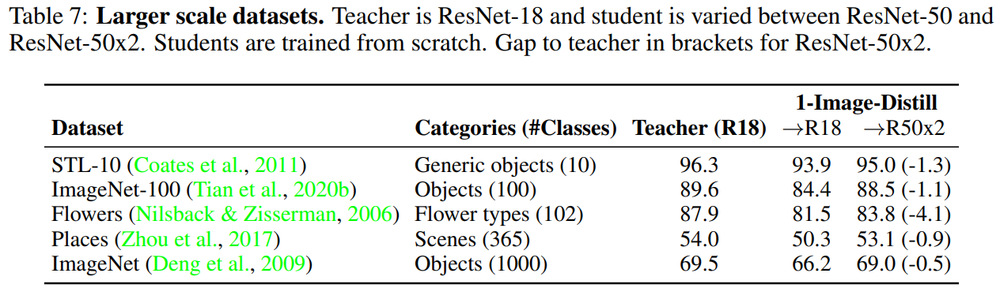 Table 7: Larger scale datasets. Teacher is ResNet-18 and student is varied between ResNet-50 and
ResNet-50x2. Students are trained from scratch. Gap to teacher in brackets for ResNet-50x2.
1-Image-Distill
Dataset Categories (#Classes) Teacher (R18) →R18 →R50x2
STL-10 (Coates et al., 2011) Generic objects (10) 96.3 93.9 95.0 (-1.3)
ImageNet-100 (Tian et al., 2020b) Objects (100) 89.6 84.4 88.5 (-1.1)
Flowers (Nilsback & Zisserman, 2006) Flower types (102) 87.9 81.5 83.8 (-4.1)
Places (Zhou et al., 2017) Scenes (365) 54.0 50.3 53.1 (-0.9)
ImageNet (Deng et al., 2009) Objects (1000) 69.5 66.2 69.0 (-0.5)